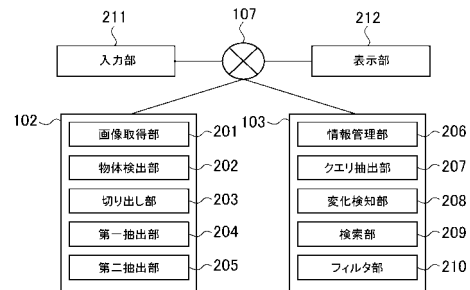 211
107
212
入力部
表示部
102
103
画像取得部
201
物体検出部
202
切り出し部
203
第一抽出部
204
第二抽出部
205
情報管理部
206
クエリ抽出部
207
変化検知部
208
検索部
209
フィルタ部
210